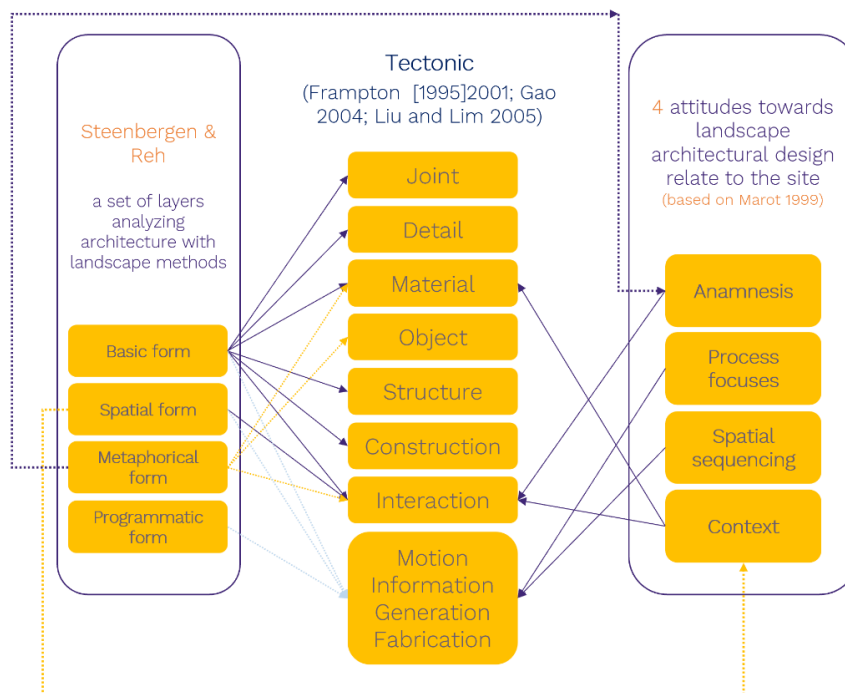 Steenbergen &
Reh
a set of layers
analyzing
architecture with
landscape methods
Basic form
Spatial form
Metaphorical
form
Programmatic
form
Tectonic
(Frampton [1995]2001; Gao
2004; Liu and Lim 2005)
Joint
Detail
Material
Object
Structure
Construction
Interaction
Motion
Information
Generation
Fabrication
4 attitudes towards
landscape
architectural design
relate to the site
(based on Marot 1999)
Anamnesis
Process
focuses
Spatial
sequencing
Context